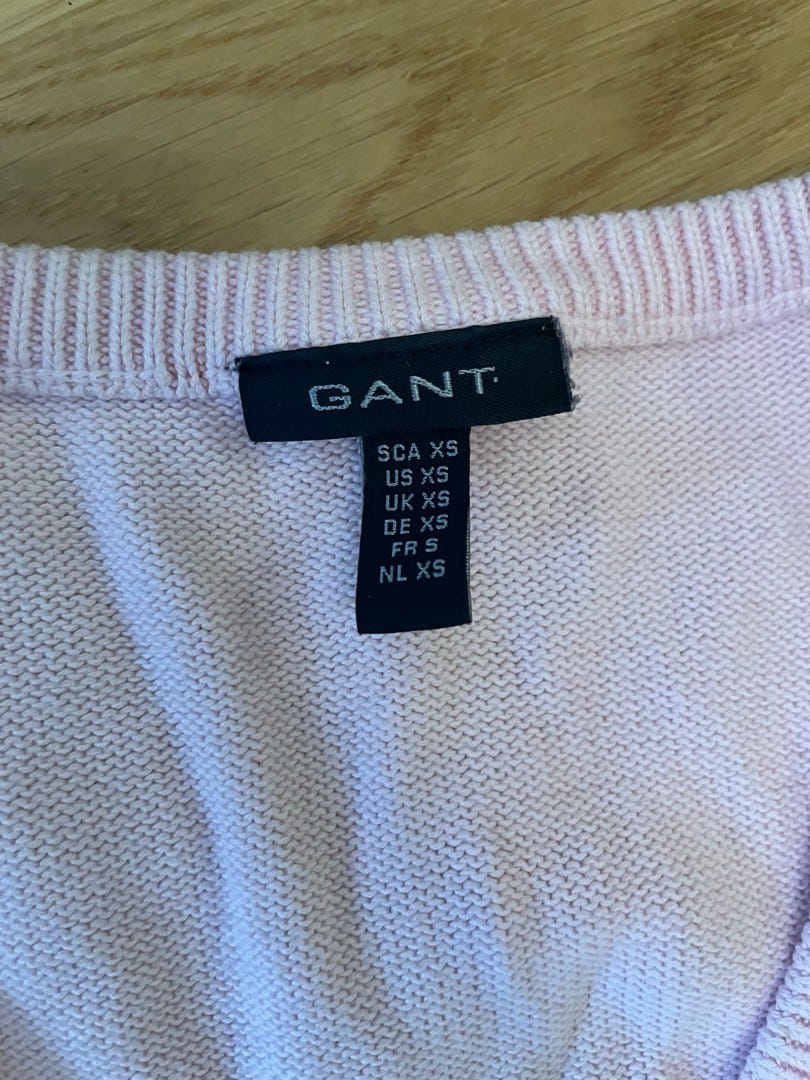 GANT
SCA XS
US XS
UK XS
DE XS
FR S
NL XS